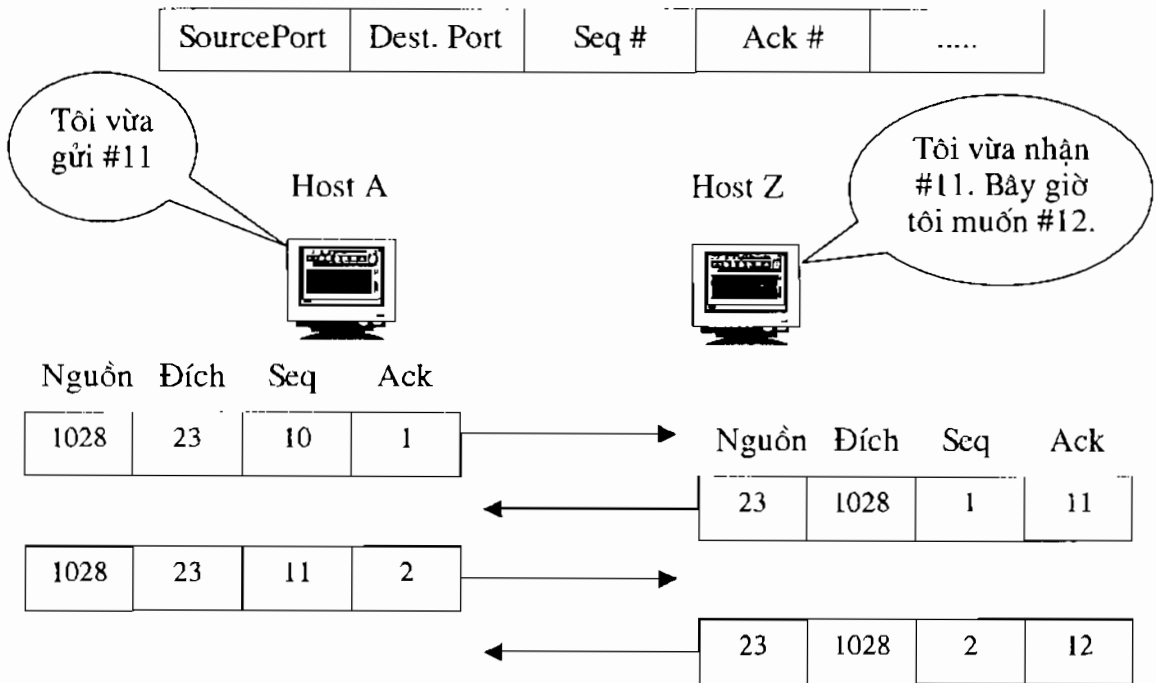 SourcePort Dest. Port Seq # Ack # .....
Tôi vừa
gửi #11
Host A
Host Z
Tôi vừa nhận
#11. Bây giờ
tôi muốn #12.
Nguồn Đích Seq Ack
1028 23 10 1
Nguồn Đích Seq Ack
23 1028 1 11
1028 23 11 2
23 1028 2 12